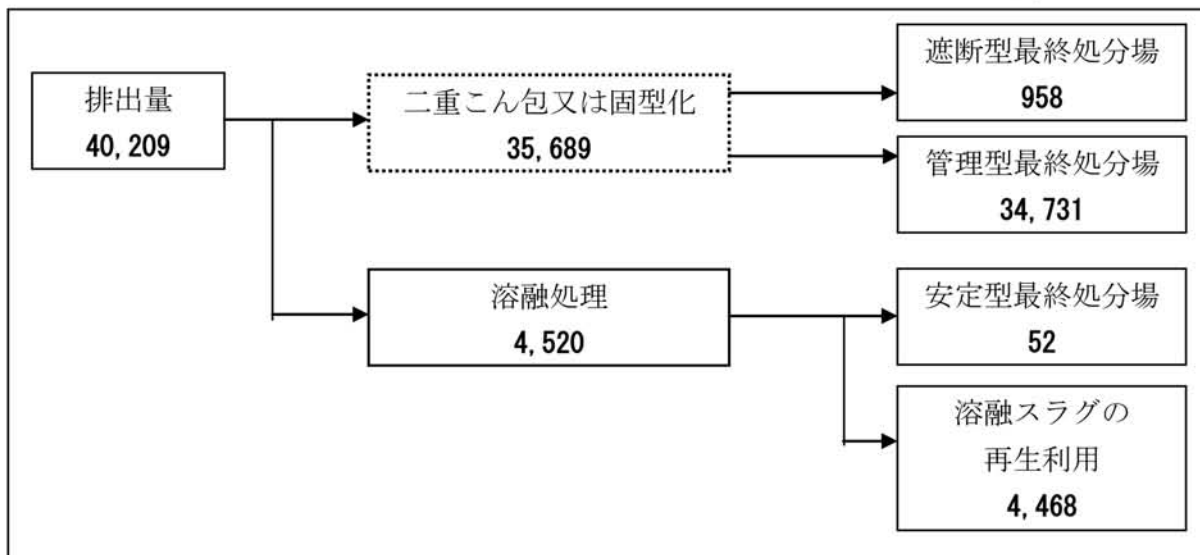 排出量
40,209
二重こん包又は固型化
35,689
遮断型最終処分場
958
管理型最終処分場
34,731
溶融処理
4,520
安定型最終処分場
52
溶融スラグの
再生利用
4,468